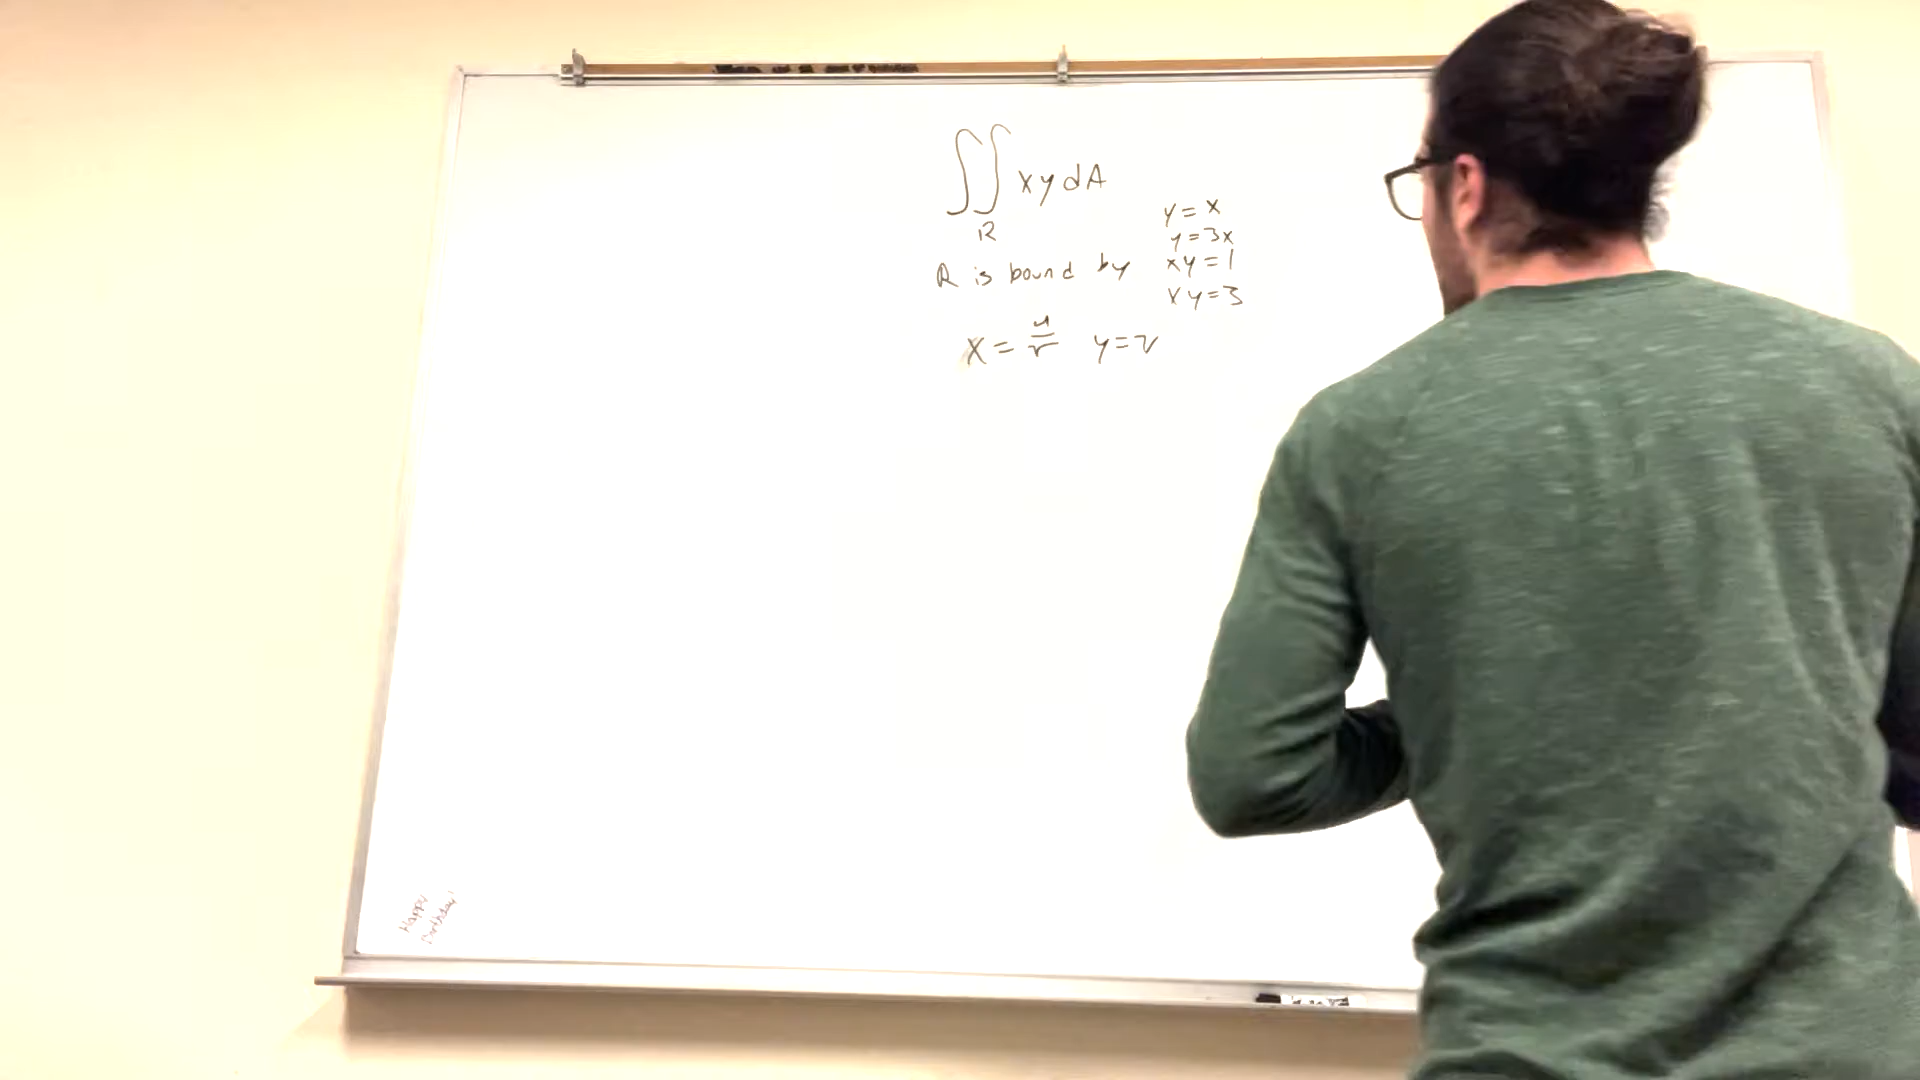 ∬ xy dA
R
y = x
y = 3x
R is bound by xy = 1
xy = 3
x = u/v y = v
Happy
Birthday!